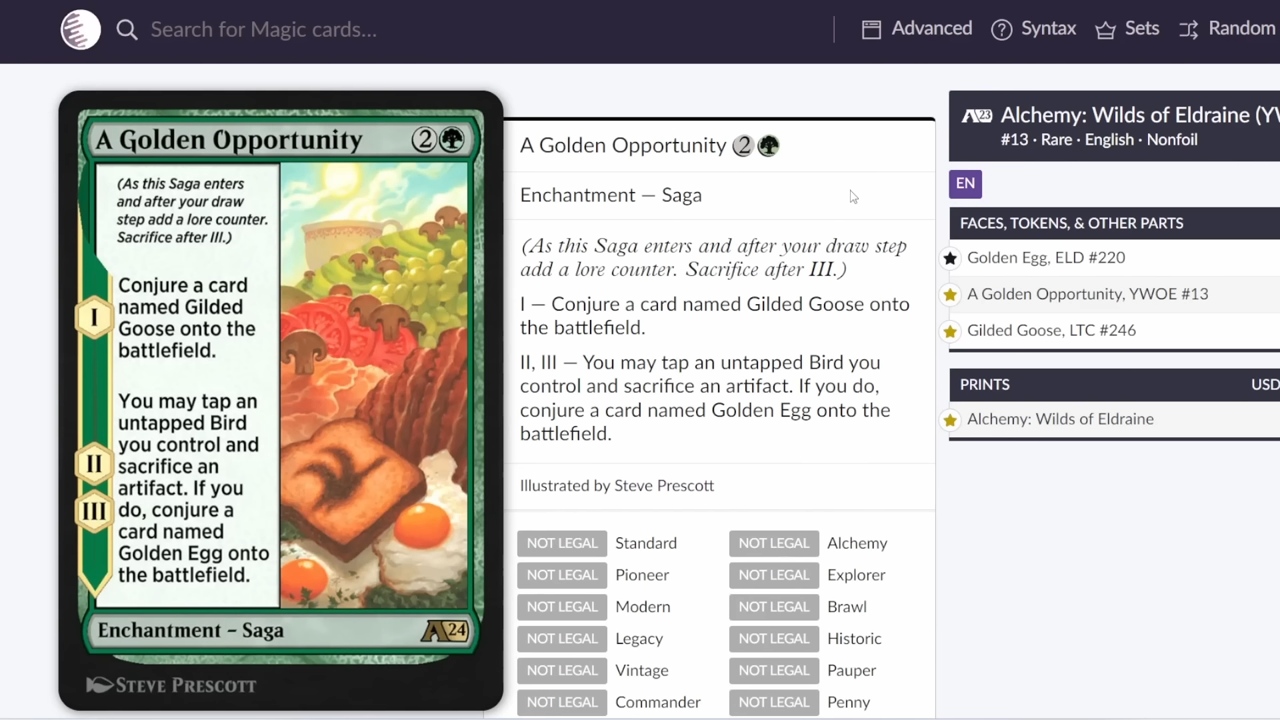 Search for Magic cards...
Advanced
Syntax
Sets
Random
A Golden Opportunity 2
(As this Saga enters
and after your draw
step add a lore counter.
Sacrifice after III.)
I
Conjure a card
named Gilded
Goose onto the
battlefield.
II
III
You may tap an
untapped Bird
you control and
sacrifice an
artifact. If you
do, conjure a
card named
Golden Egg onto
the battlefield.
Enchantment – Saga
A24
STEVE PRESCOTT
A Golden Opportunity 2
Enchantment — Saga
(As this Saga enters and after your draw step
add a lore counter. Sacrifice after III.)
I — Conjure a card named Gilded Goose onto
the battlefield.
II, III — You may tap an untapped Bird you
control and sacrifice an artifact. If you do,
conjure a card named Golden Egg onto the
battlefield.
Illustrated by Steve Prescott
NOT LEGAL Standard NOT LEGAL Alchemy
NOT LEGAL Pioneer NOT LEGAL Explorer
NOT LEGAL Modern NOT LEGAL Brawl
NOT LEGAL Legacy NOT LEGAL Historic
NOT LEGAL Vintage NOT LEGAL Pauper
NOT LEGAL Commander NOT LEGAL Penny
A23 Alchemy: Wilds of Eldraine (YW
#13 · Rare · English · Nonfoil
EN
FACES, TOKENS, & OTHER PARTS
Golden Egg, ELD #220
A Golden Opportunity, YWOE #13
Gilded Goose, LTC #246
PRINTS USD
Alchemy: Wilds of Eldraine